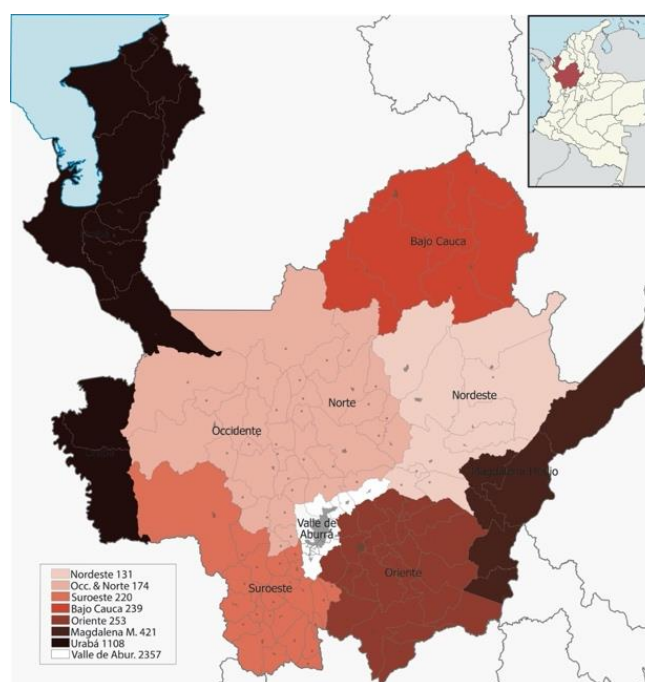 Bajo Cauca
Nordeste
Norte
Occidente
Magdalena
Valle de
Aburrá
Oriente
Suroeste
Nordeste 131
Occ. & Norte 174
Suroeste 220
Bajo Cauca 239
Oriente 253
Magdalena M. 421
Urabá 1108
Valle de Abur. 2357